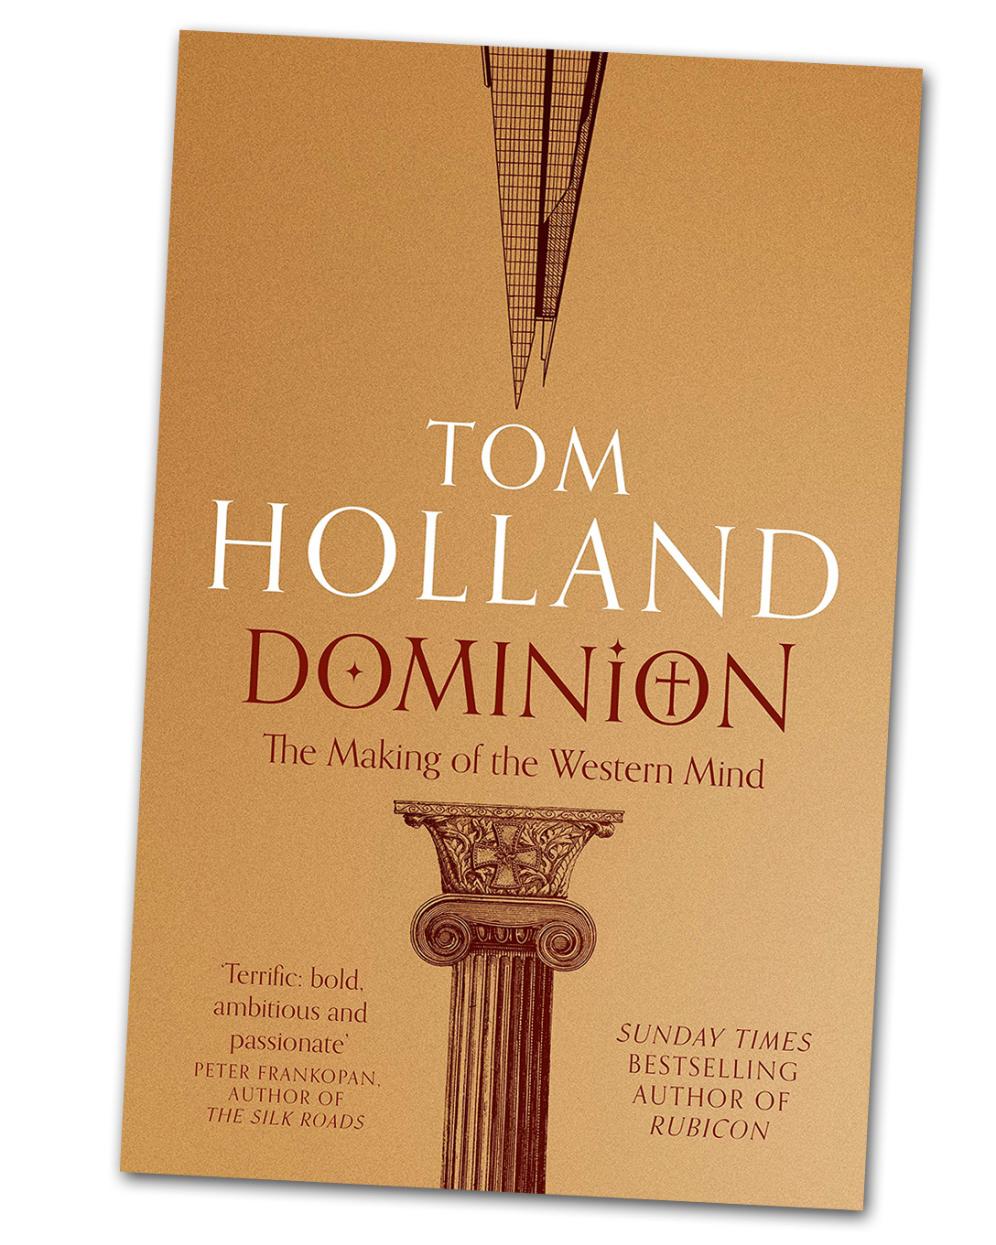 TOM
HOLLAND
DOMINION
The Making of the Western Mind
‘Terrific: bold,
ambitious and
passionate’
PETER FRANKOPAN,
AUTHOR OF
THE SILK ROADS
SUNDAY TIMES
BESTSELLING
AUTHOR OF
RUBICON